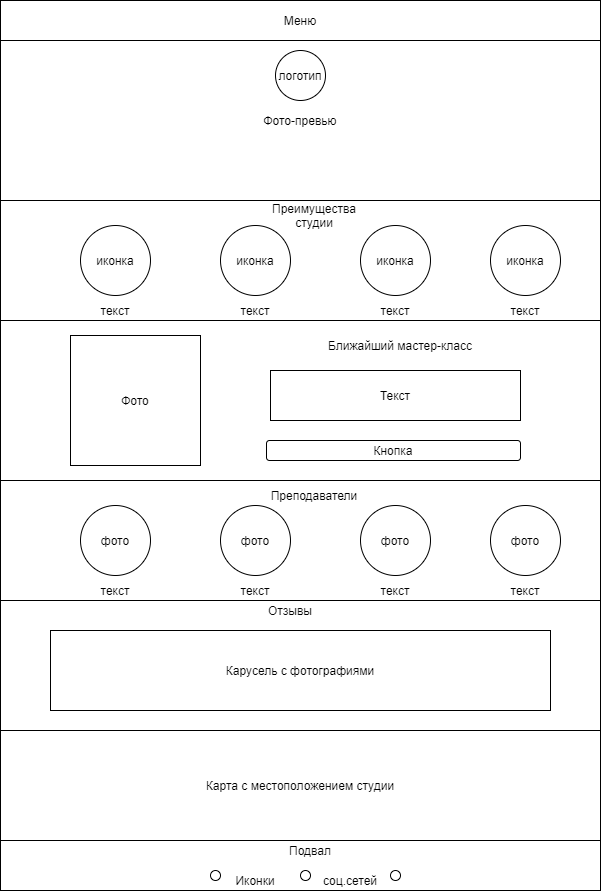 Меню
логотип
Фото-превью
Преимущества
студии
иконка иконка иконка иконка
текст текст текст текст
Фото
Ближайший мастер-класс
Текст
Кнопка
Преподаватели
фото фото фото фото
текст текст текст текст
Отзывы
Карусель с фотографиями
Карта с местоположением студии
Подвал
Иконки соц.сетей